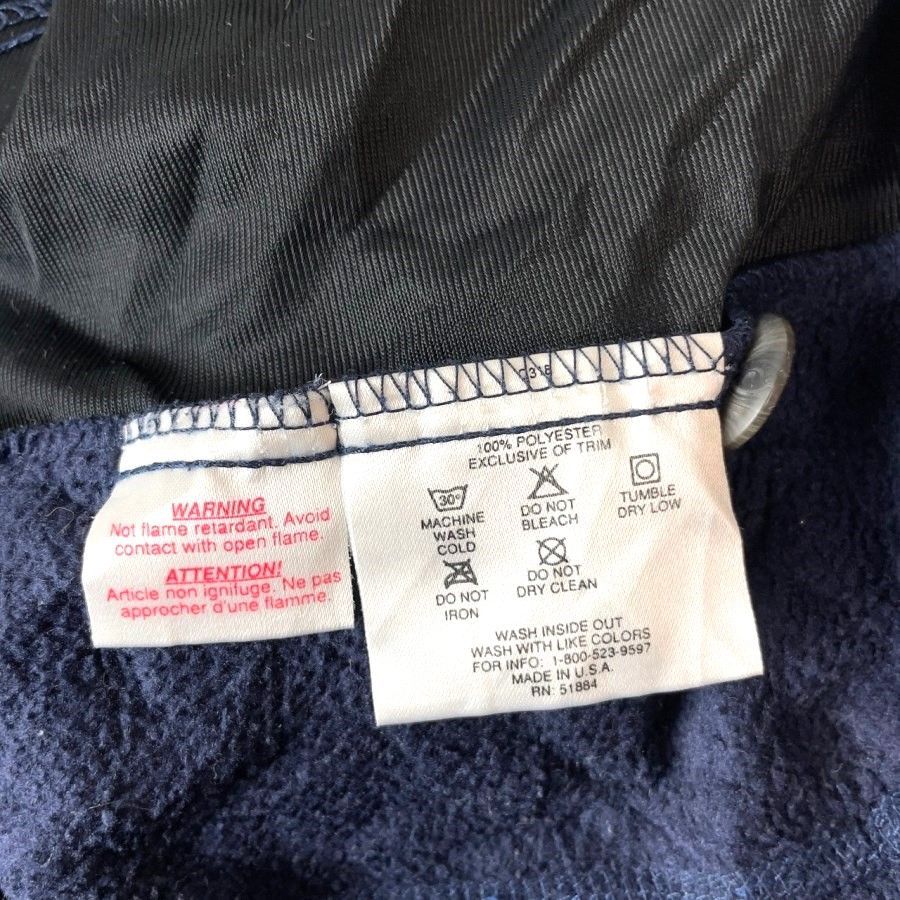 WARNING
Not flame retardant. Avoid
contact with open flame.
ATTENTION!
Article non ignifuge. Ne pas
approcher d'une flamme.
100% POLYESTER
EXCLUSIVE OF TRIM
30°
MACHINE
WASH
COLD
DO NOT
BLEACH
TUMBLE
DRY LOW
DO NOT
IRON
DO NOT
DRY CLEAN
WASH INSIDE OUT
WASH WITH LIKE COLORS
FOR INFO: 1-800-523-9597
MADE IN U.S.A.
RN: 51884